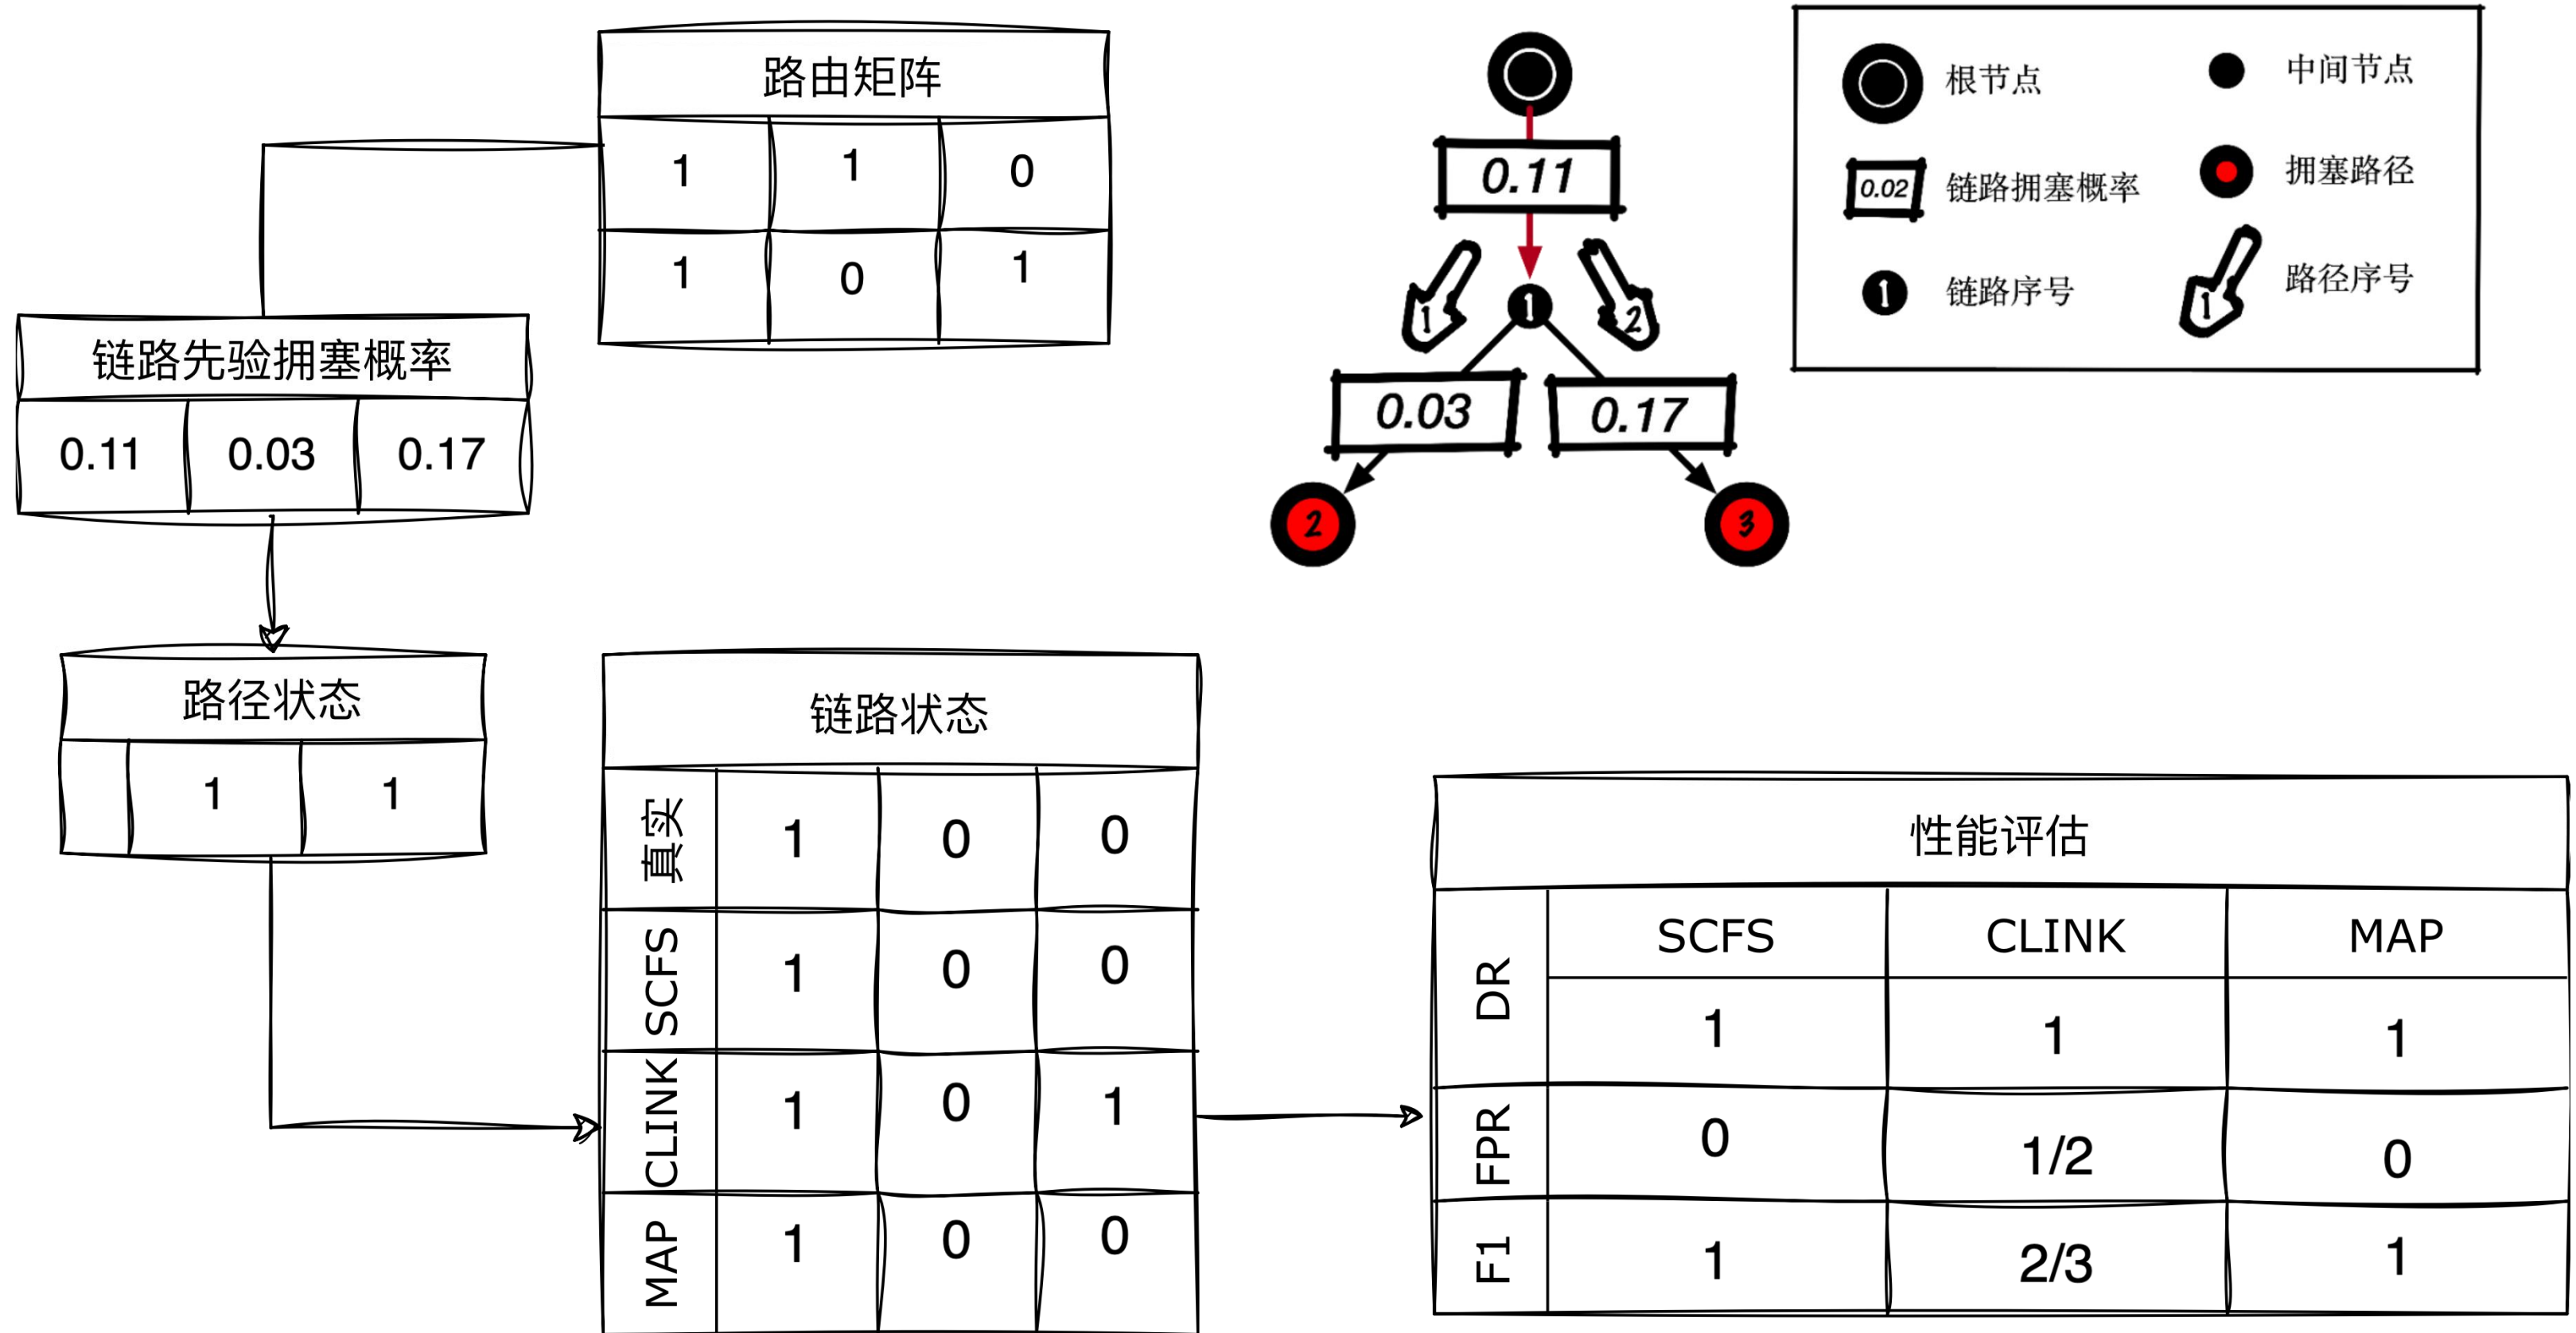 路由矩阵
1 1 0
1 0 1
链路先验拥塞概率
0.11 0.03 0.17
路径状态
1 1
0.11
1 2
1
0.03 0.17
2 3
根节点 中间节点
0.02 链路拥塞概率 拥塞路径
1 链路序号 1 路径序号
链路状态
真实 1 0 0
SCFS 1 0 0
CLINK 1 0 1
MAP 1 0 0
性能评估
SCFS CLINK MAP
DR 1 1 1
FPR 0 1/2 0
F1 1 2/3 1